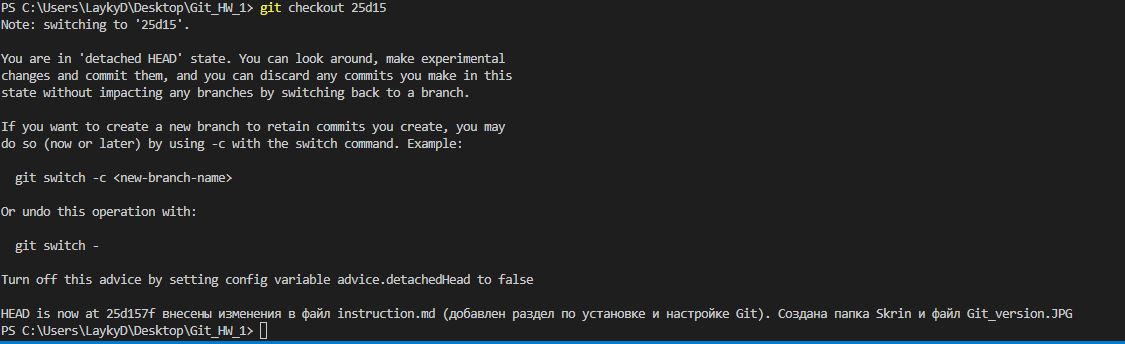 PS C:\Users\LaykyD\Desktop\Git_HW_1> git checkout 25d15
Note: switching to '25d15'.
You are in 'detached HEAD' state. You can look around, make experimental
changes and commit them, and you can discard any commits you make in this
state without impacting any branches by switching back to a branch.
If you want to create a new branch to retain commits you create, you may
do so (now or later) by using -c with the switch command. Example:
git switch -c <new-branch-name>
Or undo this operation with:
git switch -
Turn off this advice by setting config variable advice.detachedHead to false
HEAD is now at 25d157f внесены изменения в файл instruction.md (добавлен раздел по установке и настройке Git). Создана папка Skrin и файл Git_version.JPG
PS C:\Users\LaykyD\Desktop\Git_HW_1>